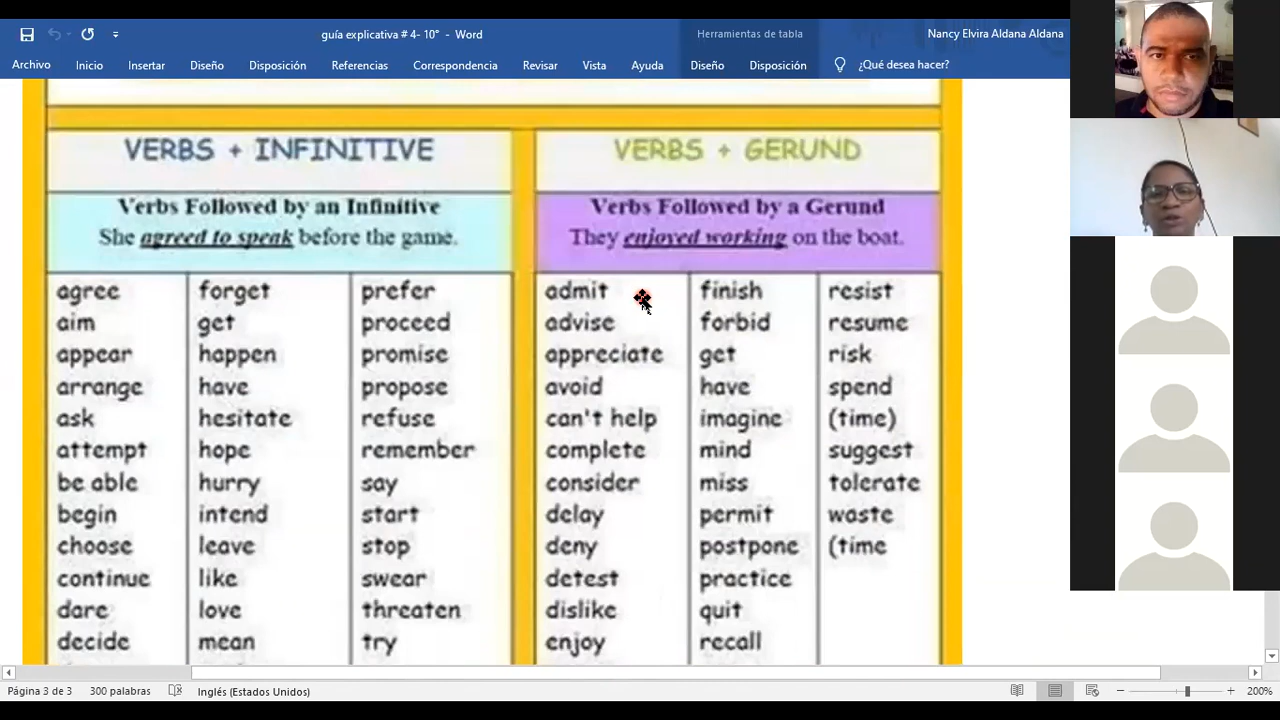 guía explicativa # 4- 10° - Word
Herramientas de tabla
Nancy Elvira Aldana Aldana
Archivo Inicio Insertar Diseño Disposición Referencias Correspondencia Revisar Vista Ayuda Diseño Disposición ¿Qué desea hacer?
VERBS + INFINITIVE
VERBS + GERUND
Verbs Followed by an Infinitive
She agreed to speak before the game.
Verbs Followed by a Gerund
They enjoyed working on the boat.
agree forget prefer admit finish resist
aim get proceed advise forbid resume
appear happen promise appreciate get risk
arrange have propose avoid have spend
ask hesitate refuse can't help imagine (time)
attempt hope remember complete mind suggest
be able hurry say consider miss tolerate
begin intend start delay permit waste
choose leave stop deny postpone (time
continue like swear detest practice
dare love threaten dislike quit
decide mean try enjoy recall
Página 3 de 3 300 palabras Inglés (Estados Unidos) 200%